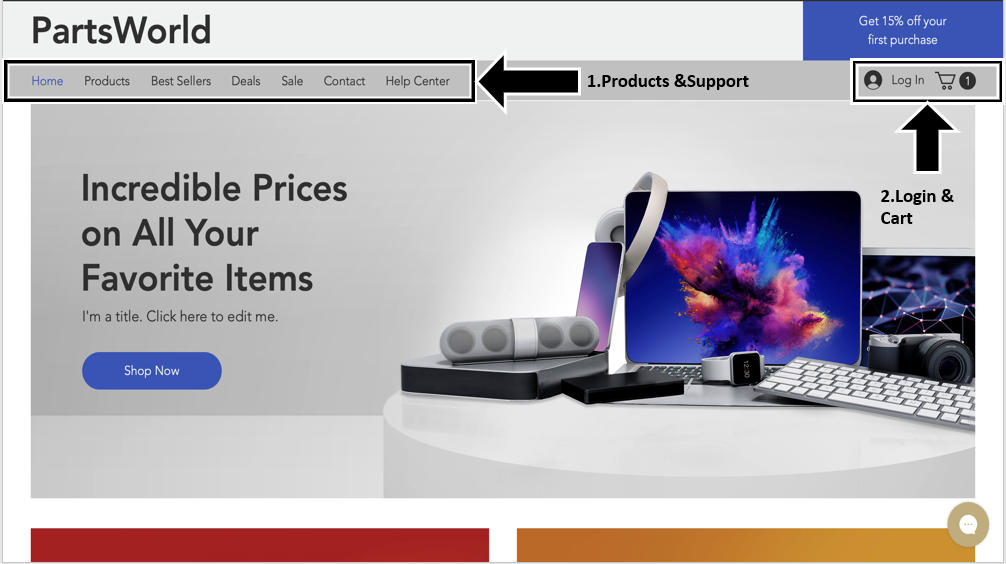 PartsWorld
Get 15% off your
first purchase
Home Products Best Sellers Deals Sale Contact Help Center
1.Products &Support
Log In 1
2.Login &
Cart
Incredible Prices
on All Your
Favorite Items
I'm a title. Click here to edit me.
Shop Now
12:30